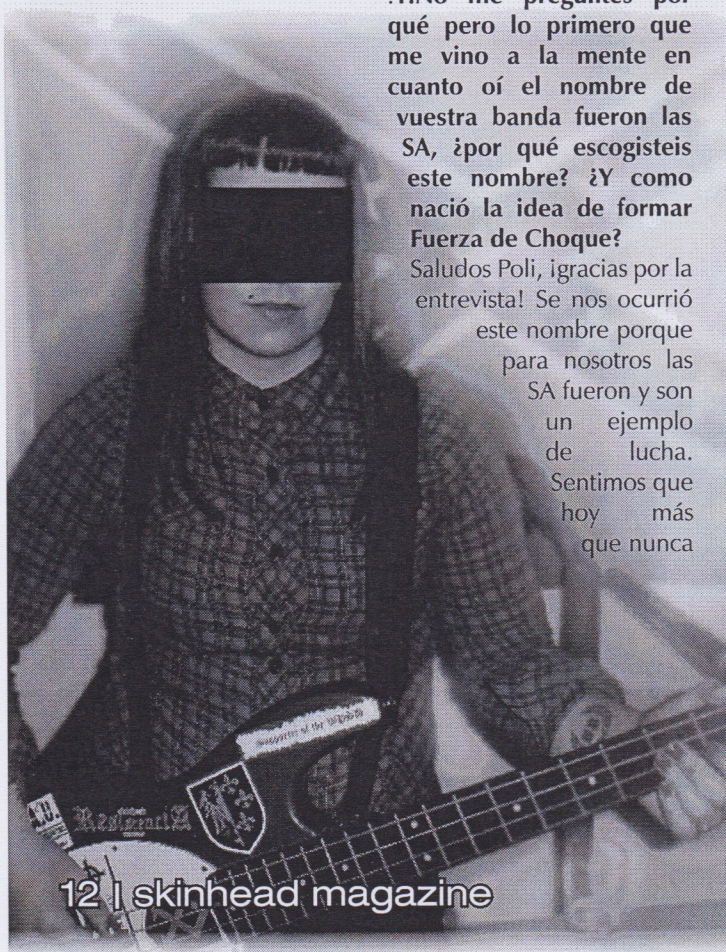 me preguntes por
qué pero lo primero que
me vino a la mente en
cuanto oí el nombre de
vuestra banda fueron las
SA, ¿por qué escogisteis
este nombre? ¿Y como
nació la idea de formar
Fuerza de Choque?
Saludos Poli, ¡gracias por la
entrevista! Se nos ocurrió
este nombre porque
para nosotros las
SA fueron y son
un ejemplo
de lucha.
Sentimos que
hoy más
que nunca
Resistencia
12 | skinhead magazine